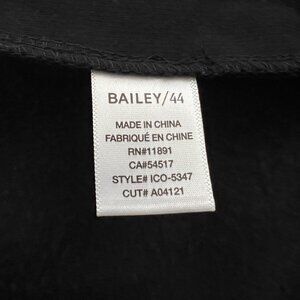 BAILEY/44
MADE IN CHINA
FABRIQUÉ EN CHINE
RN#11891
CA#54517
STYLE# ICO-5347
CUT# A04121